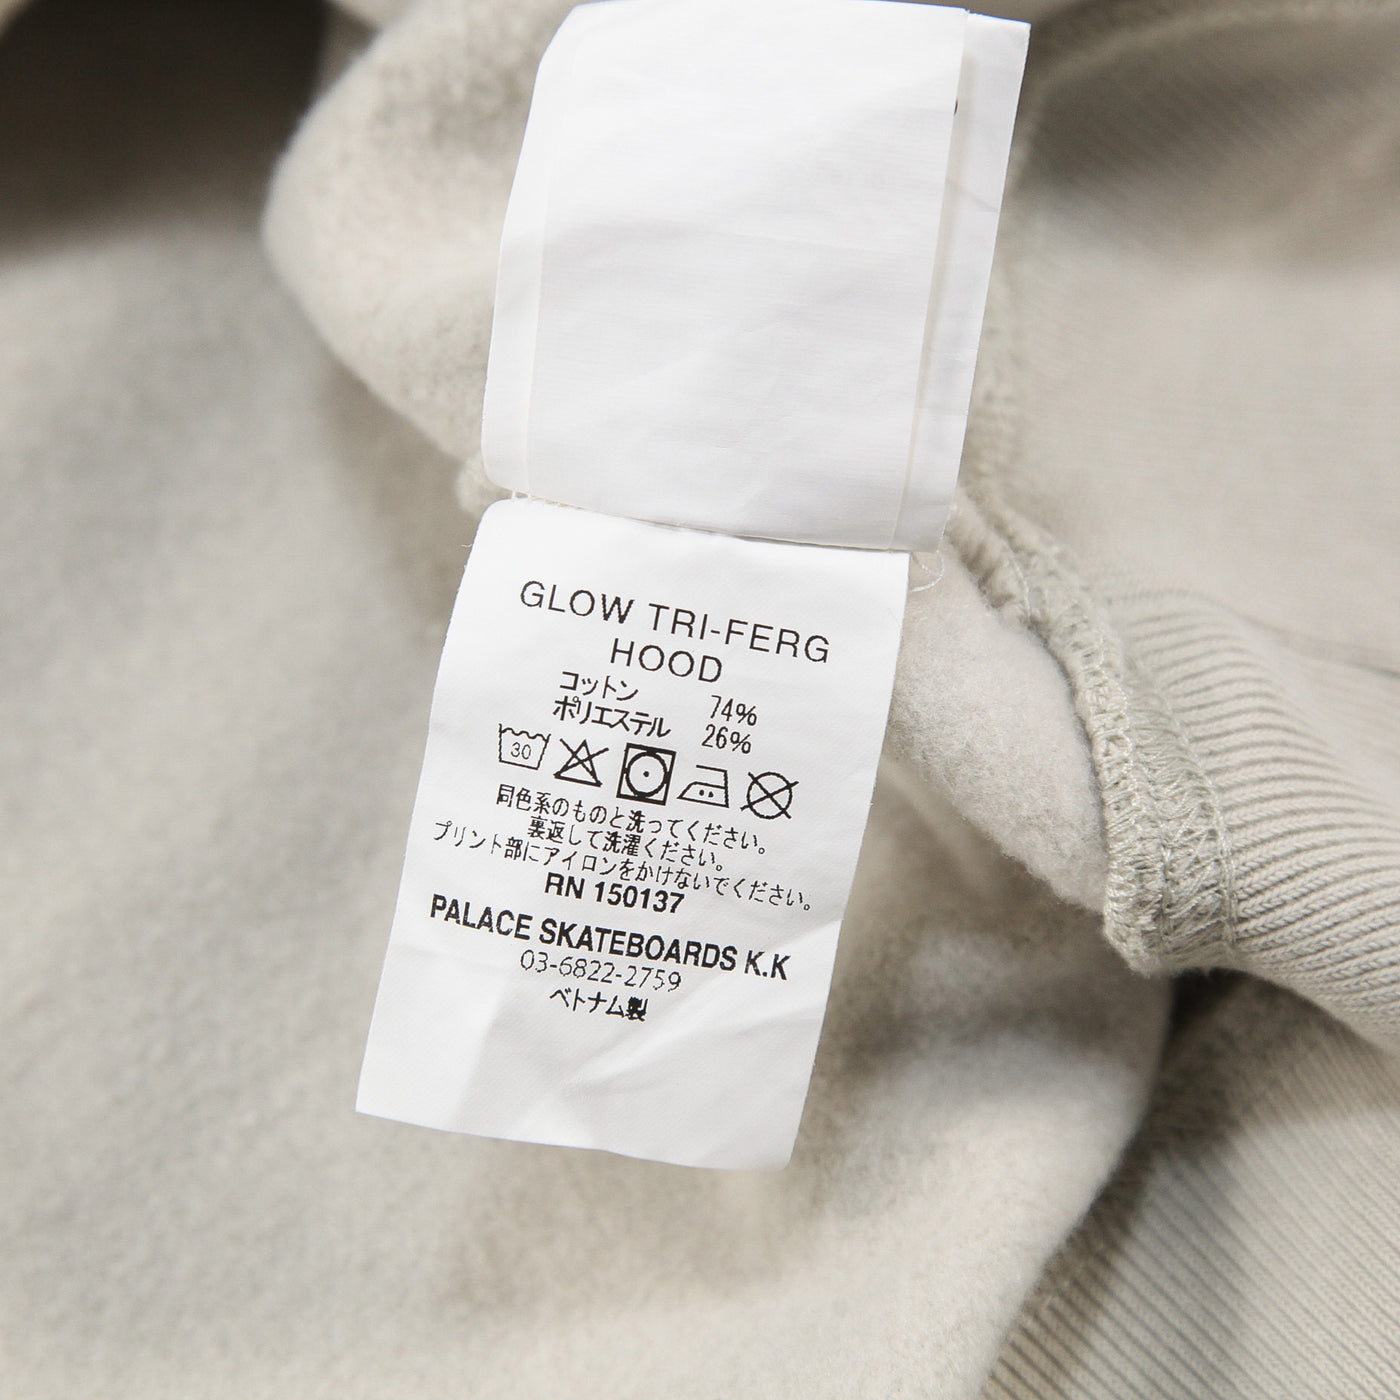 GLOW TRI-FERG
HOOD
コットン 74%
ポリエステル 26%
30
同色系のものと洗ってください。
裏返して洗濯ください。
プリント部にアイロンをかけないでください。
RN 150137
PALACE SKATEBOARDS K.K
03-6822-2759
ベトナム製